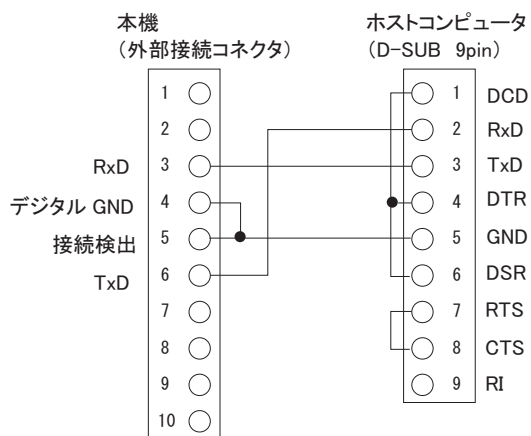 本機
(外部接続コネクタ)
1
2
RxD 3
デジタル GND 4
接続検出 5
TxD 6
7
8
9
10
ホストコンピュータ
(D-SUB 9pin)
1 DCD
2 RxD
3 TxD
4 DTR
5 GND
6 DSR
7 RTS
8 CTS
9 RI